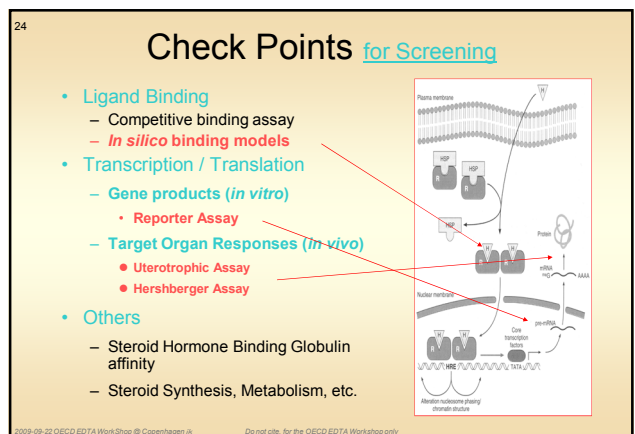 24
Check Points for Screening
• Ligand Binding
– Competitive binding assay
– In silico binding models
• Transcription / Translation
– Gene products (in vitro)
• Reporter Assay
– Target Organ Responses (in vivo)
● Uterotrophic Assay
● Hershberger Assay
• Others
– Steroid Hormone Binding Globulin
affinity
– Steroid Synthesis, Metabolism, etc.
Plasma membrane
H
HSP
HSP
R
R
HSP
H
H
R
R
Protein
mRNA
AAAA
Nuclear membrane
pre-mRNA
H
H
R
R
Core
transcription
factors
HRE
TATA
Alteration nucleosome phasing/
chromatin structure
2009-09-22 OECD EDTA WorkShop @ Copenhagen jk
Do not cite, for the OECD EDTA Workshop only